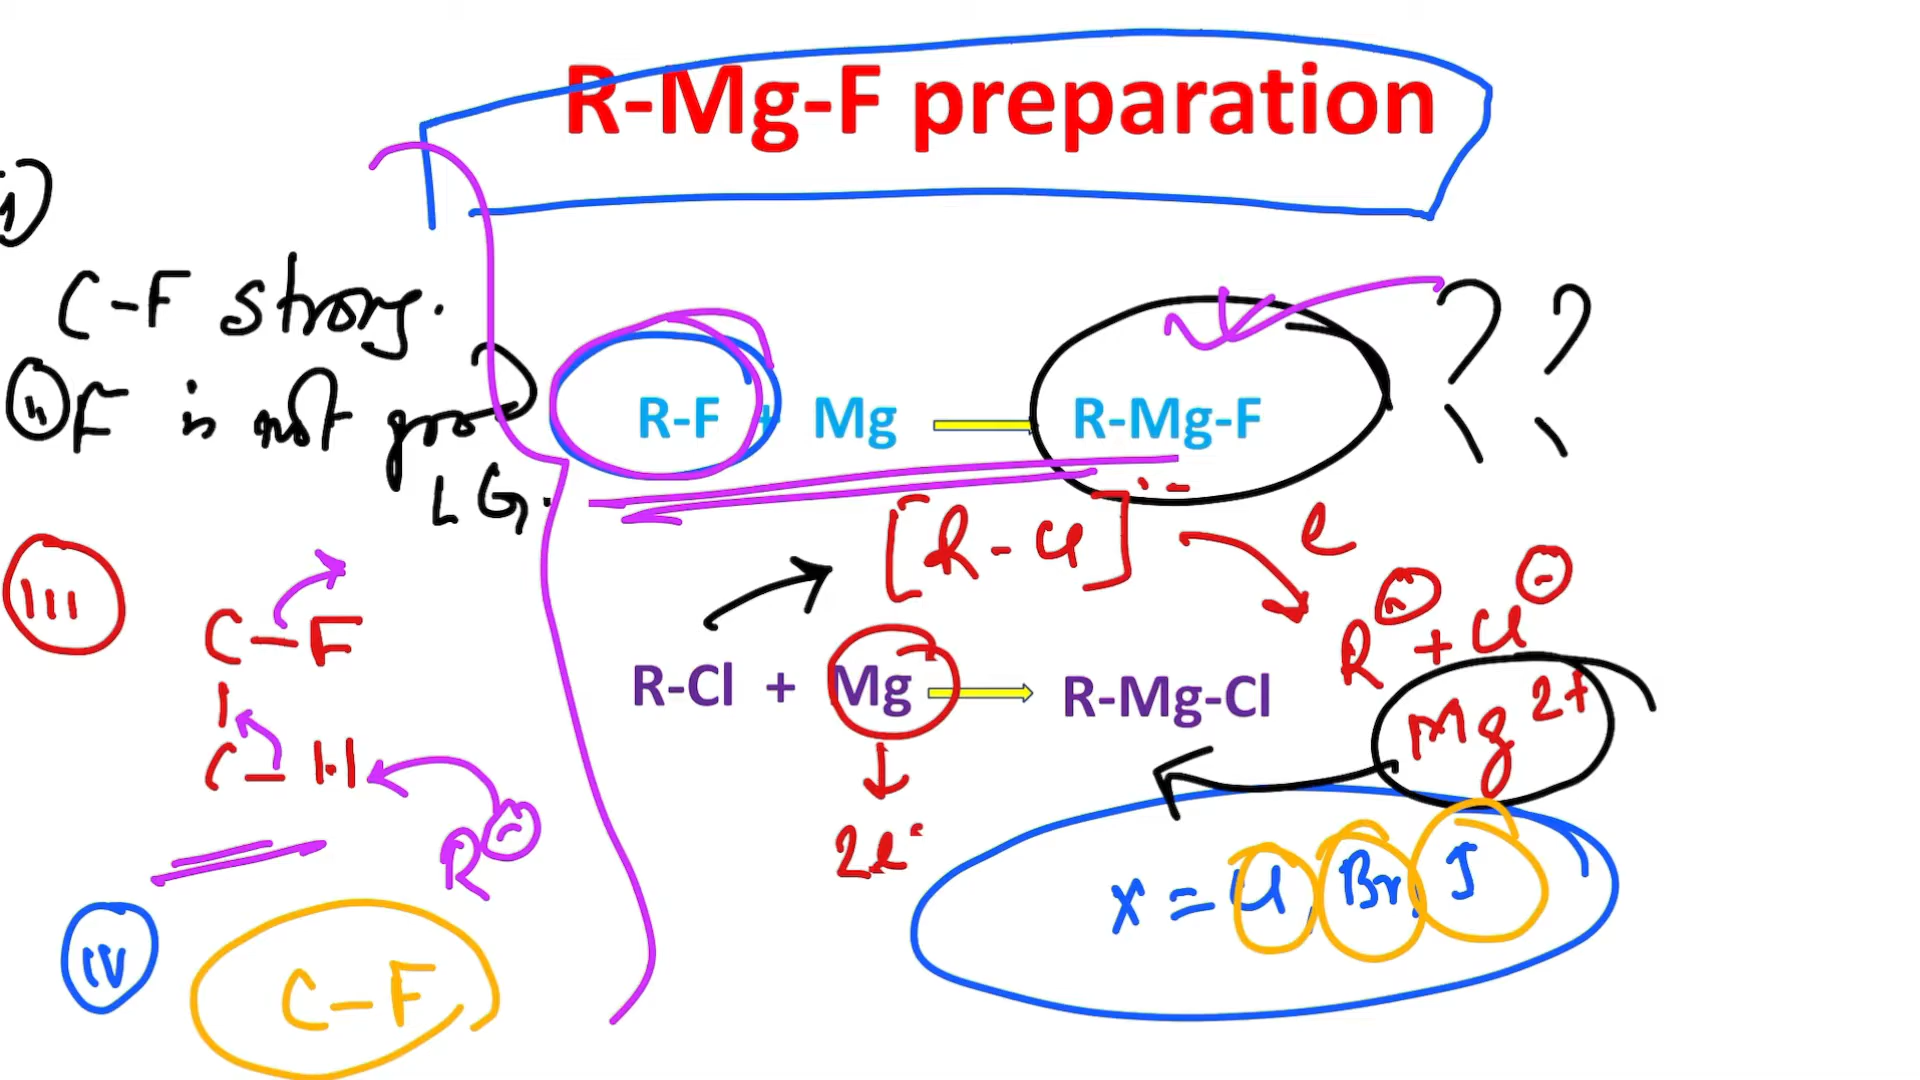 R-Mg-F preparation
i)
C-F strong.
ii) F is not good
LG.
R-F + Mg R-Mg-F ??
[R-Cl]·- e
R⊖ + Cl⊖
R-Cl + Mg R-Mg-Cl
Mg2+
2e-
III
C-F
C-H
R⊖
IV
C-F
X = Cl, Br, I